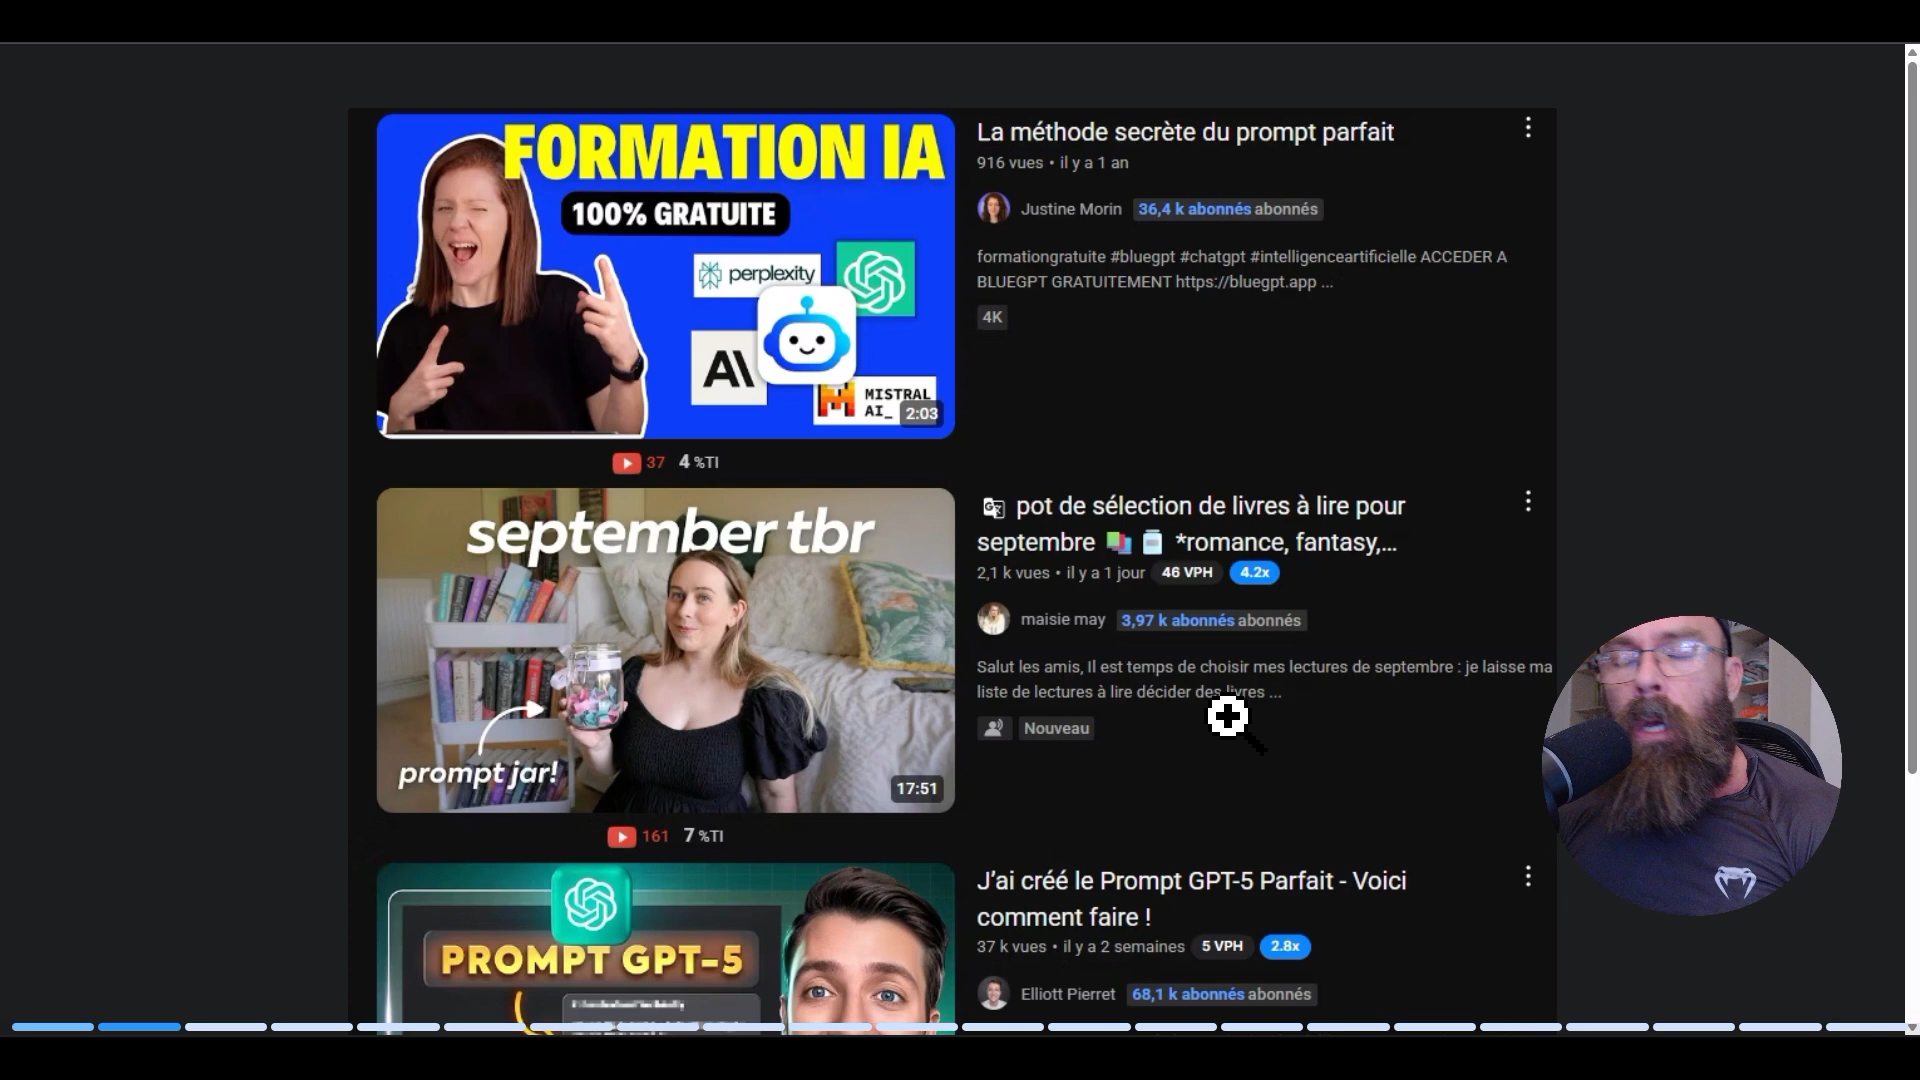 FORMATION IA
100% GRATUITE
perplexity
A\
MISTRAL
AI_
2:03
La méthode secrète du prompt parfait
916 vues • il y a 1 an
Justine Morin 36,4 k abonnés abonnés
formationgratuite #bluegpt #chatgpt #intelligenceartificielle ACCEDER A
BLUEGPT GRATUITEMENT https://bluegpt.app ...
4K
37 4 %TI
september tbr
prompt jar!
17:51
pot de sélection de livres à lire pour
septembre 📚 🫙 *romance, fantasy,...
2,1 k vues • il y a 1 jour 46 VPH 4.2x
maisie may 3,97 k abonnés abonnés
Salut les amis, Il est temps de choisir mes lectures de septembre : je laisse ma
liste de lectures à lire décider des livres ...
Nouveau
161 7 %TI
PROMPT GPT-5
J'ai créé le Prompt GPT-5 Parfait - Voici
comment faire !
37 k vues • il y a 2 semaines 5 VPH 2.8x
Elliott Pierret 68,1 k abonnés abonnés